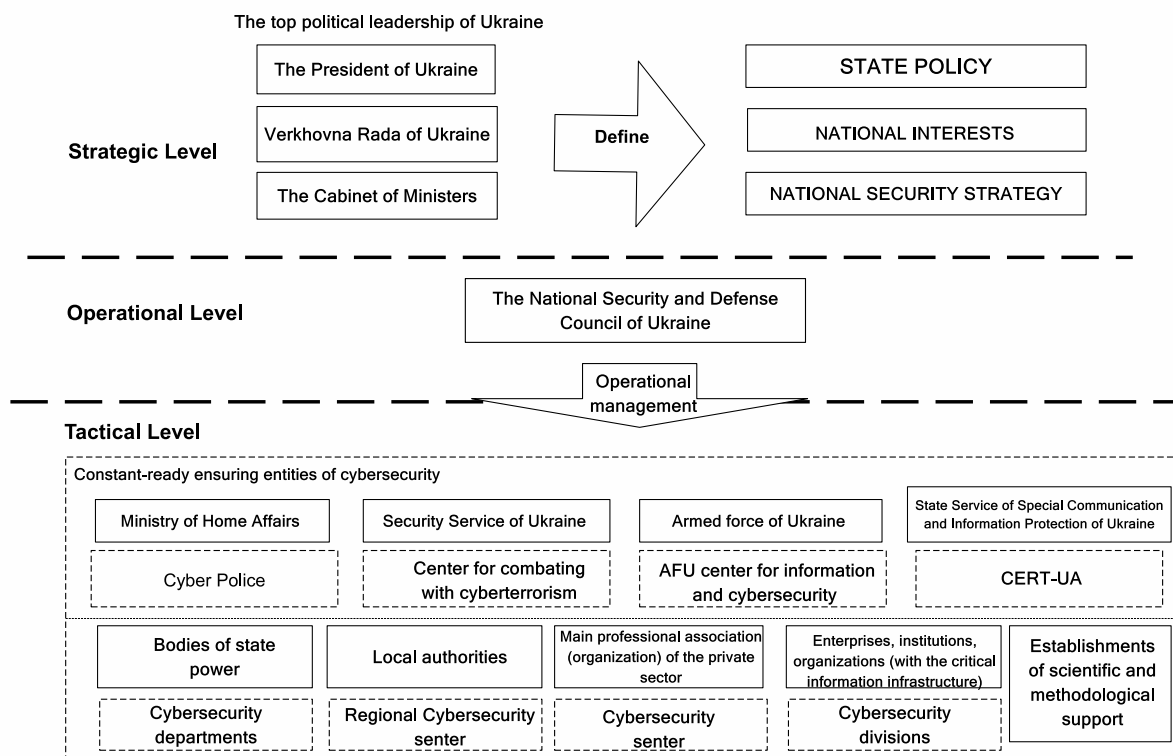 The top political leadership of Ukraine
The President of Ukraine
STATE POLICY
Strategic Level
Verkhovna Rada of Ukraine
Define
NATIONAL INTERESTS
The Cabinet of Ministers
NATIONAL SECURITY STRATEGY
Operational Level
The National Security and Defense
Council of Ukraine
Operational
management
Tactical Level
Constant-ready ensuring entities of cybersecurity
Ministry of Home Affairs
Security Service of Ukraine
Armed force of Ukraine
State Service of Special Communication
and Information Protection of Ukraine
Cyber Police
Center for combating
with cyberterrorism
AFU center for information
and cybersecurity
CERT-UA
Bodies of state
power
Local authorities
Main professional association
(organization) of the private
sector
Enterprises, institutions,
organizations (with the critical
information infrastructure)
Establishments
of scientific and
methodological
support
Cybersecurity
departments
Regional Cybersecurity
senter
Cybersecurity
senter
Cybersecurity
divisions